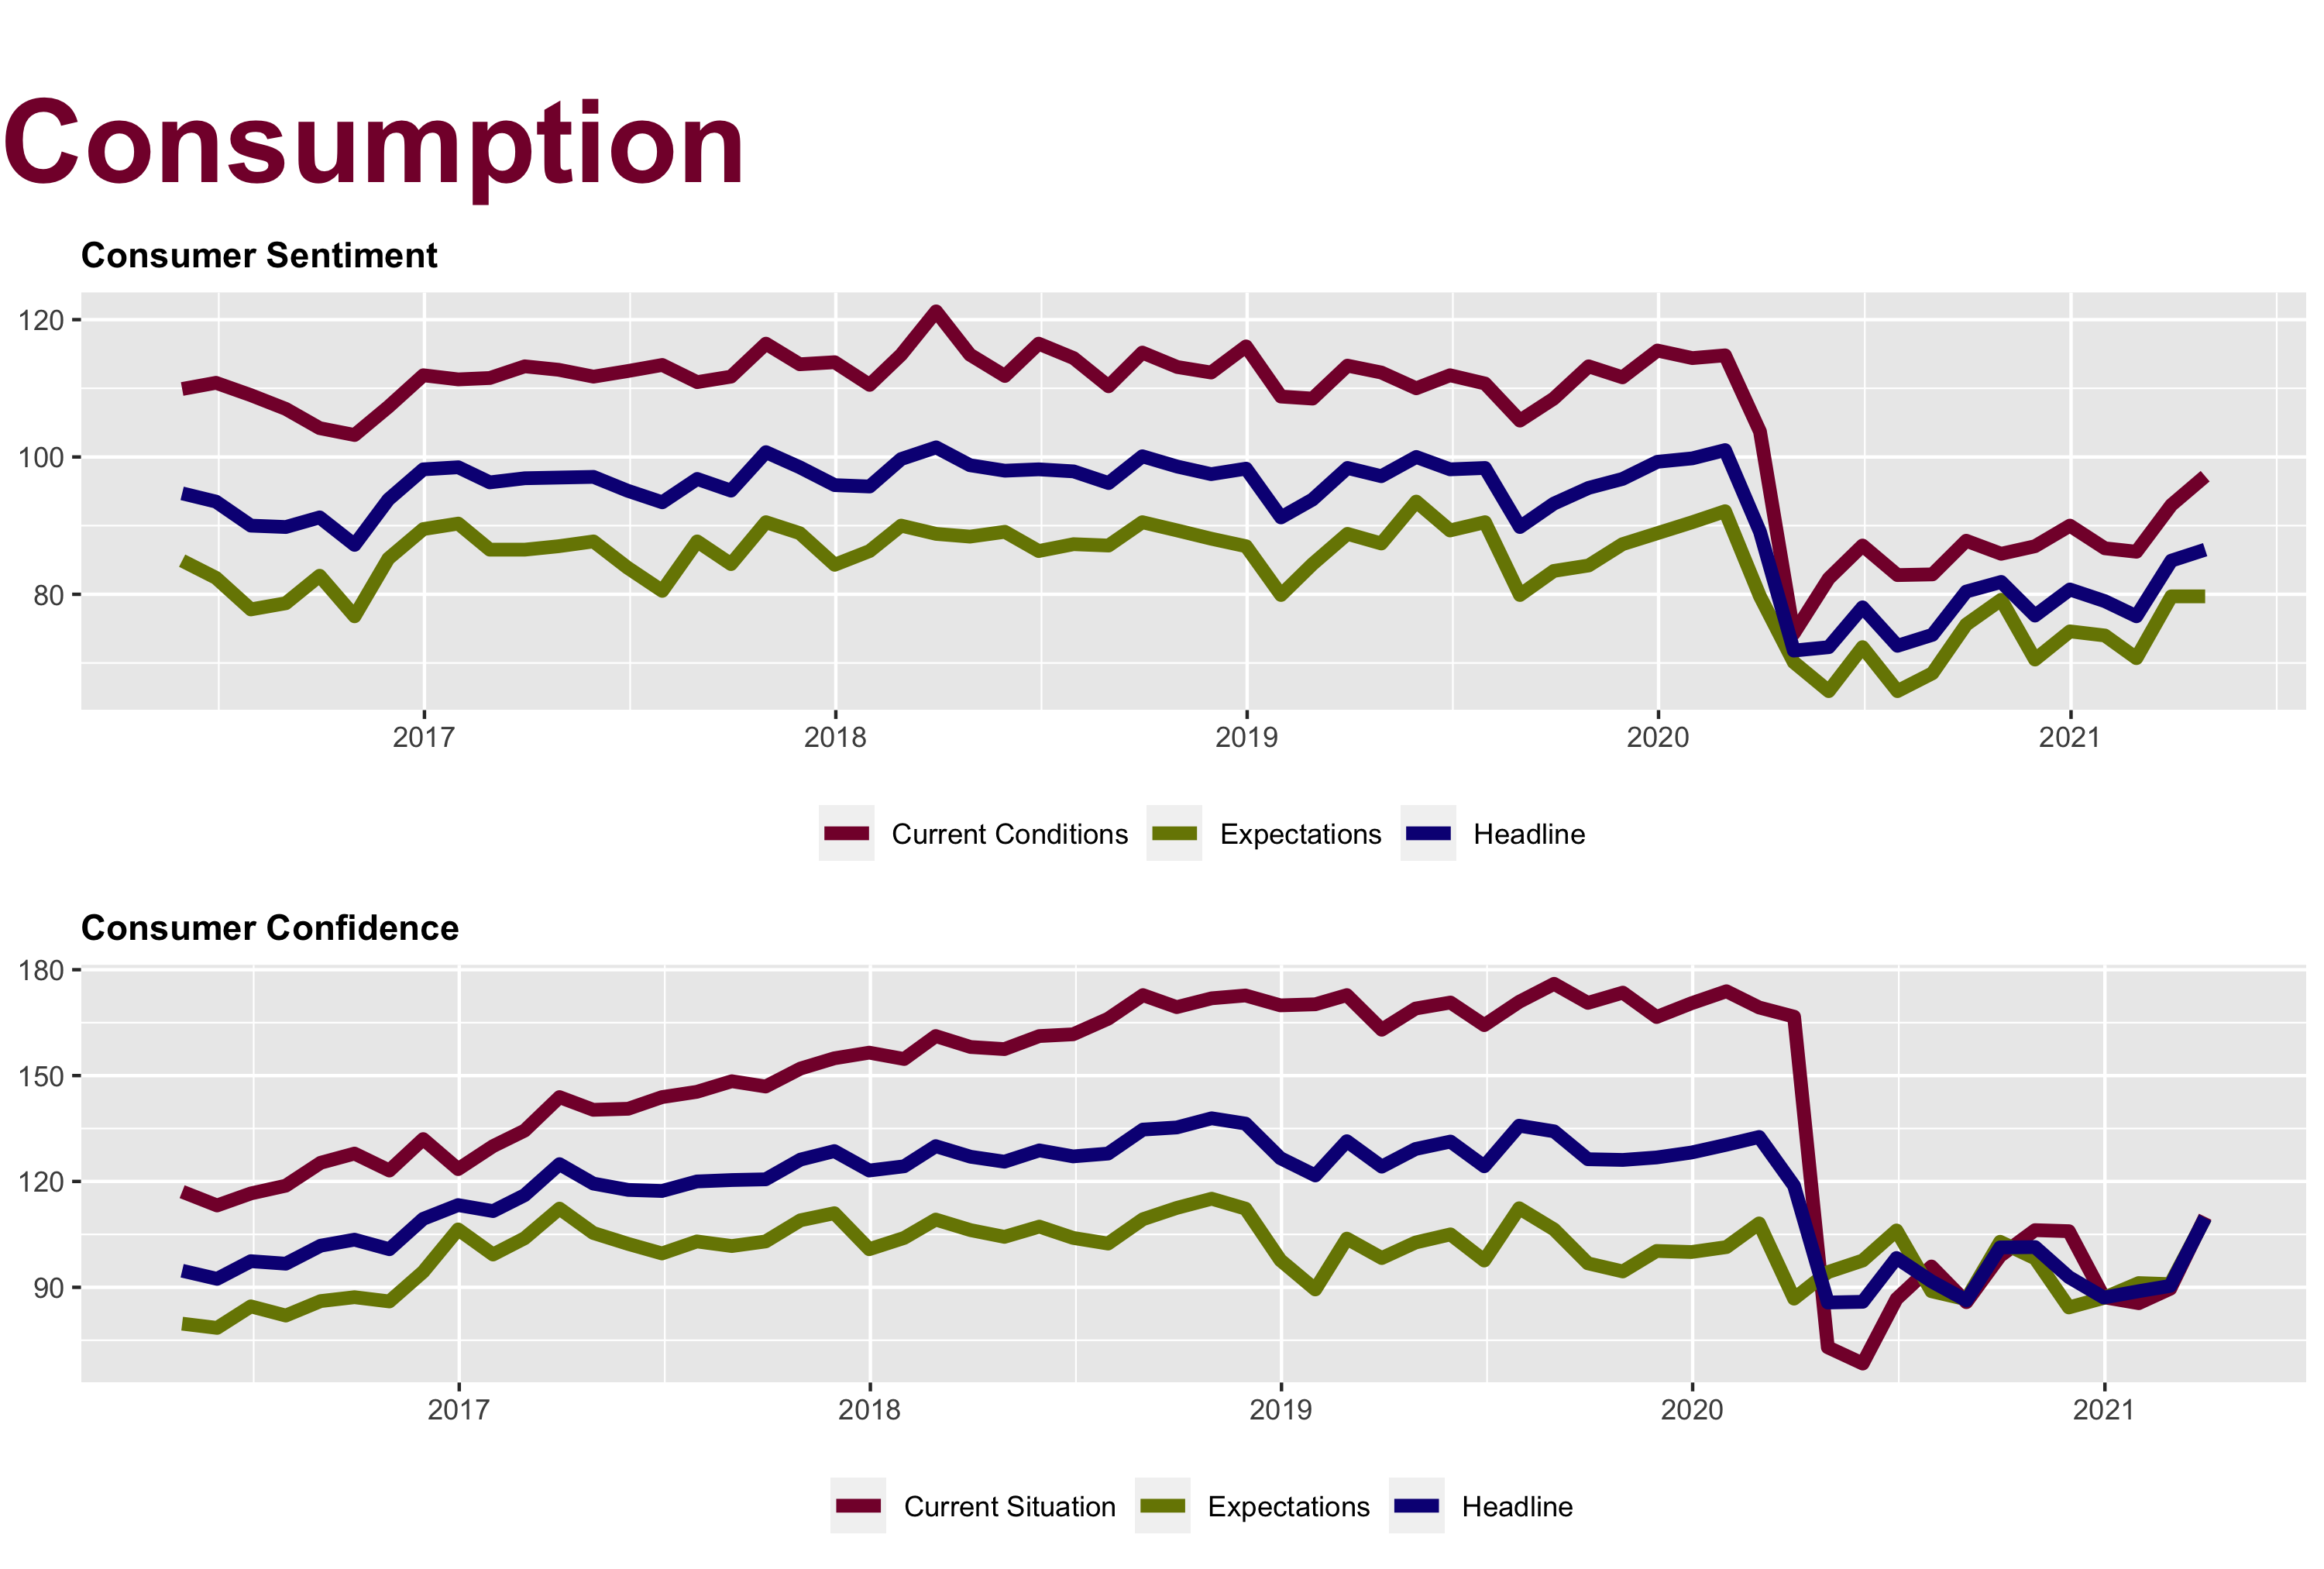 Consumption
Consumer Sentiment
120
100
80
2017 2018 2019 2020 2021
Current Conditions Expectations Headline
Consumer Confidence
180
150
120
90
2017 2018 2019 2020 2021
Current Situation Expectations Headline